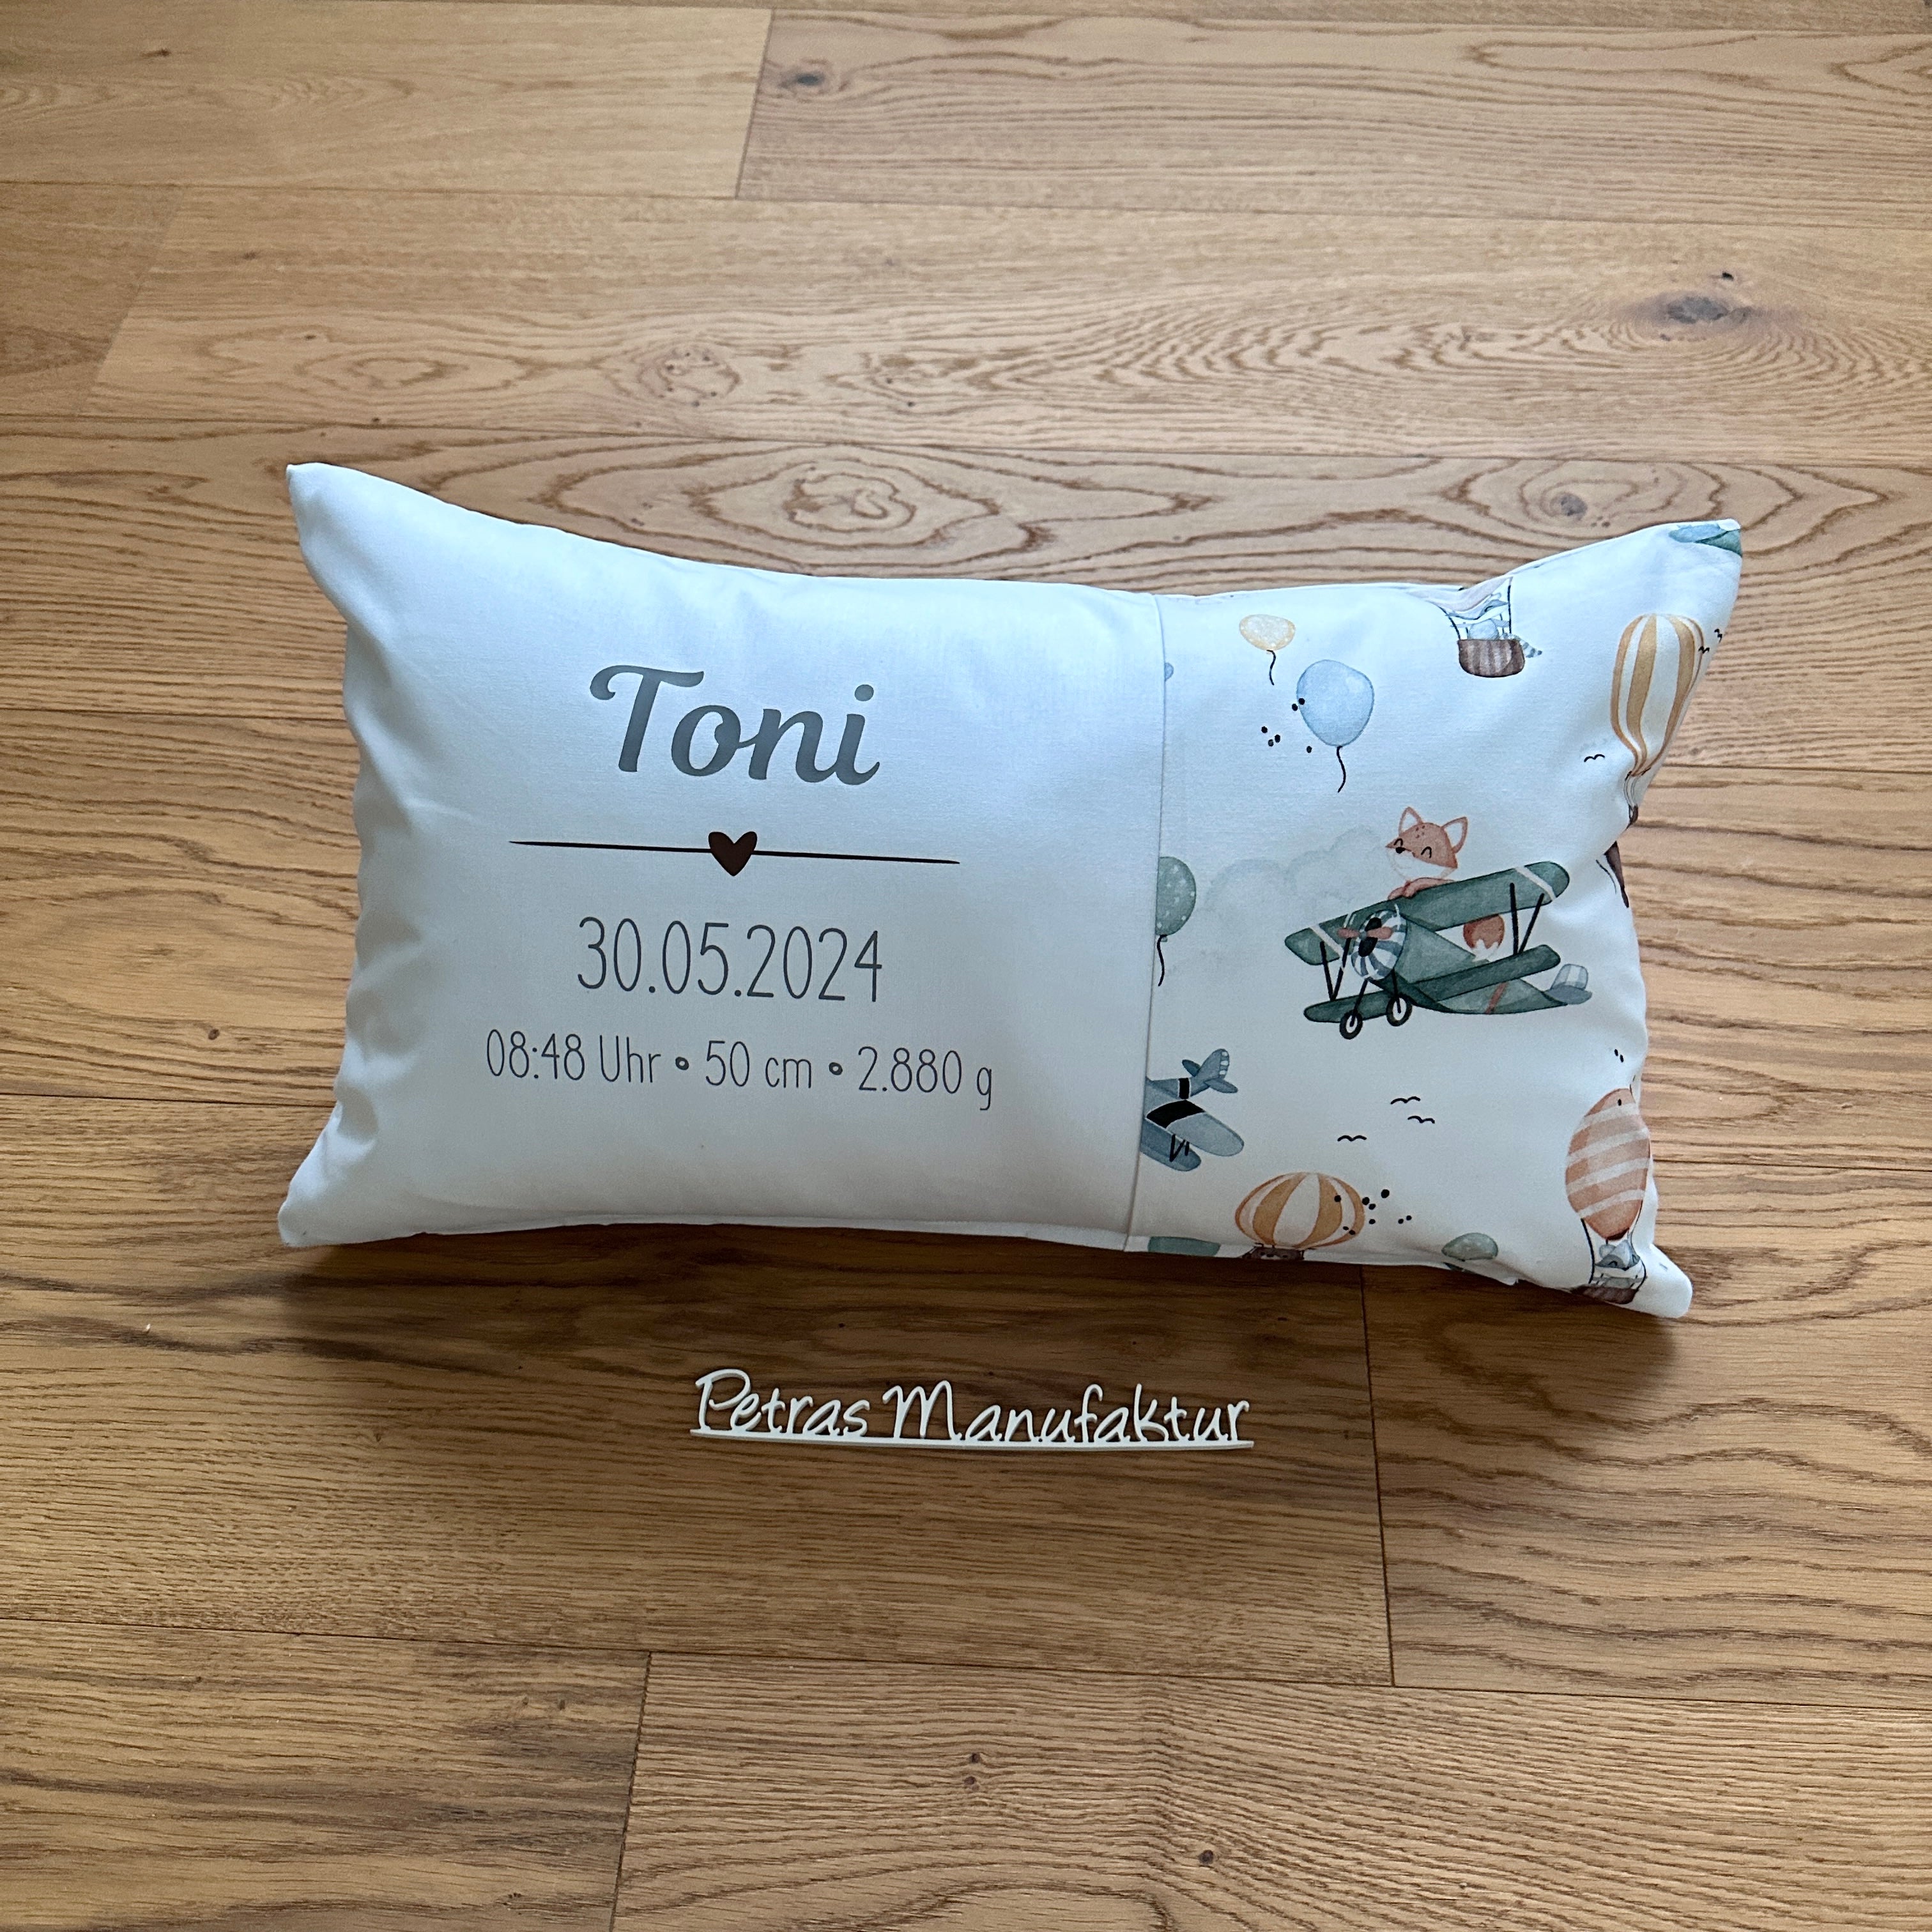 Toni
30.05.2024
08:48 Uhr • 50 cm • 2.880 g
Petras Manufaktur